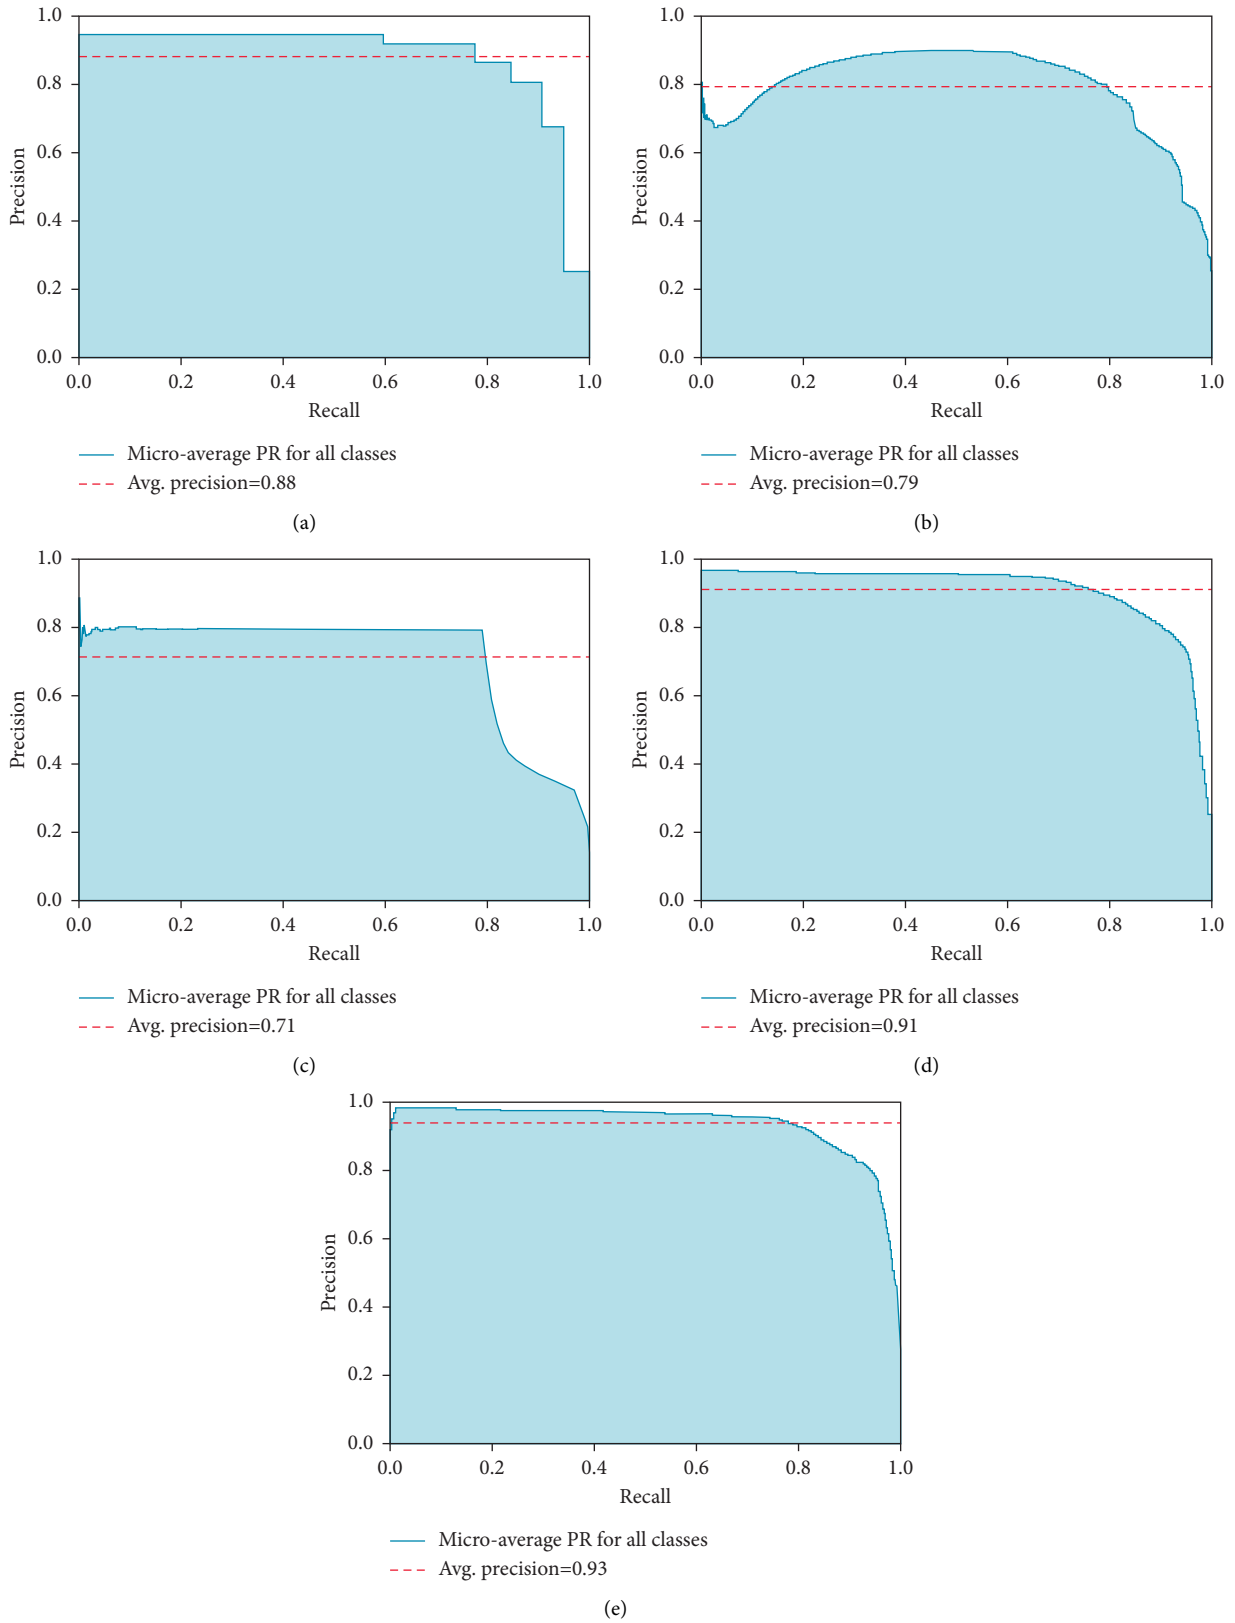 1.0
0.8
0.6
0.4
0.2
0.0
Precision
0.0 0.2 0.4 0.6 0.8 1.0
Recall
Micro-average PR for all classes
Avg. precision=0.88
(a)
1.0
0.8
0.6
0.4
0.2
0.0
Precision
0.0 0.2 0.4 0.6 0.8 1.0
Recall
Micro-average PR for all classes
Avg. precision=0.79
(b)
1.0
0.8
0.6
0.4
0.2
0.0
Precision
0.0 0.2 0.4 0.6 0.8 1.0
Recall
Micro-average PR for all classes
Avg. precision=0.71
(c)
1.0
0.8
0.6
0.4
0.2
0.0
Precision
0.0 0.2 0.4 0.6 0.8 1.0
Recall
Micro-average PR for all classes
Avg. precision=0.91
(d)
1.0
0.8
0.6
0.4
0.2
0.0
Precision
0.0 0.2 0.4 0.6 0.8 1.0
Recall
Micro-average PR for all classes
Avg. precision=0.93
(e)